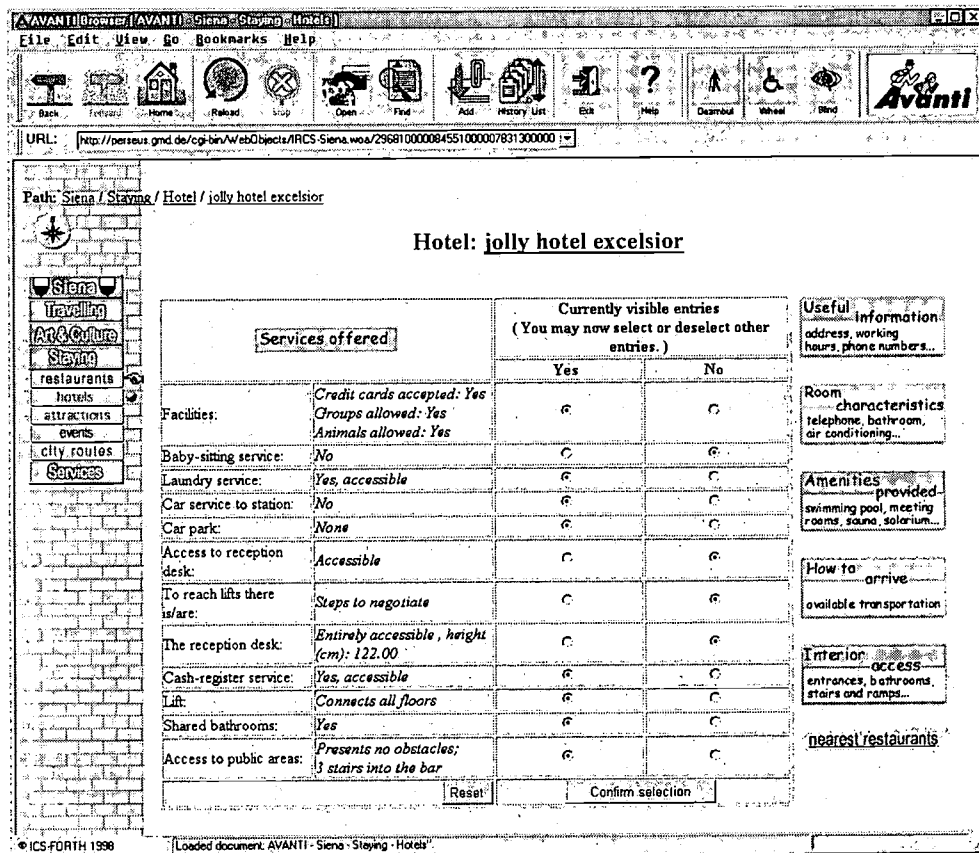 AVANTI Browser [AVANTI - Siena - Staying - Hotels]
File Edit View Go Bookmarks Help
Back Forward Home Reload Stop Open Find Add History List Exit Help Deambul Wheel Blind Avanti
URL: http://perseus.gmd.de/cgi-bin/WebObjects/IRCS-Siena.woa/2968100000845510000078313000000
Path: Siena / Staying / Hotel / jolly hotel excelsior
Hotel: jolly hotel excelsior
Siena
Travelling
Art & Culture
Staying
restaurants
hotels
attractions
events
city routes
Services
Services offered
Currently visible entries
( You may now select or deselect other
entries. )
Yes No
Facilities: Credit cards accepted: Yes
Groups allowed: Yes
Animals allowed: Yes
Baby-sitting service: No
Laundry service: Yes, accessible
Car service to station: No
Car park: None
Access to reception
desk: Accessible
To reach lifts there
is/are: Steps to negotiate
The reception desk: Entirely accessible , height
(cm): 122.00
Cash-register service: Yes, accessible
Lift: Connects all floors
Shared bathrooms: Yes
Access to public areas: Presents no obstacles;
3 stairs into the bar
Reset Confirm selection
Useful
information
address, working
hours, phone numbers...
Room
characteristics
telephone, bathroom,
air conditioning...
Amenities
provided
swimming pool, meeting
rooms, sauna, solarium...
How to
arrive
available transportation
Interior
access
entrances, bathrooms,
stairs and ramps...
nearest restaurants
© ICS-FORTH 1998 Loaded document: AVANTI - Siena - Staying - Hotels".